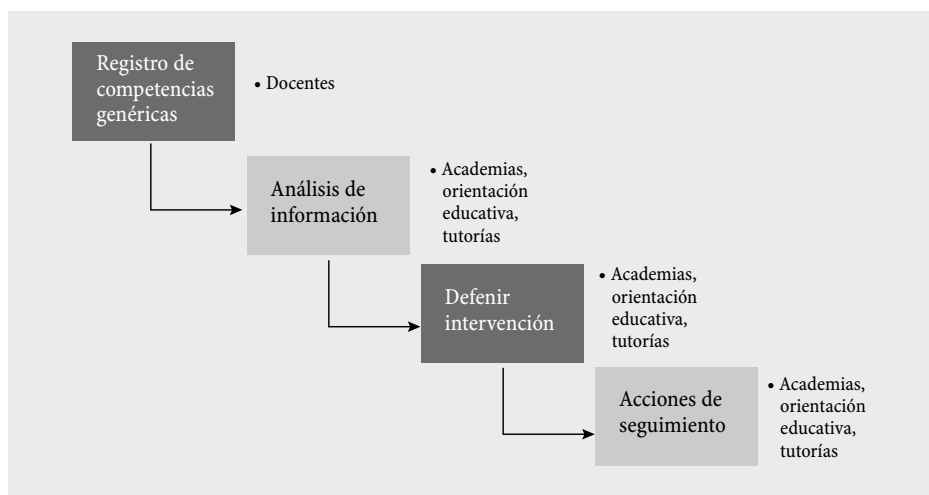 Registro de
competencias
genéricas
• Docentes
Análisis de
información
• Academias,
orientación
educativa,
tutorías
Defenir
intervención
• Academias,
orientación
educativa,
tutorías
Acciones de
seguimiento
• Academias,
orientación
educativa,
tutorías